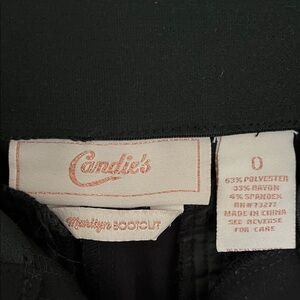 Candie's
Marilyn BOOTCUT
0
63% POLYESTER
33% RAYON
4% SPANDEX
RN#73277
MADE IN CHINA
SEE REVERSE
FOR CARE